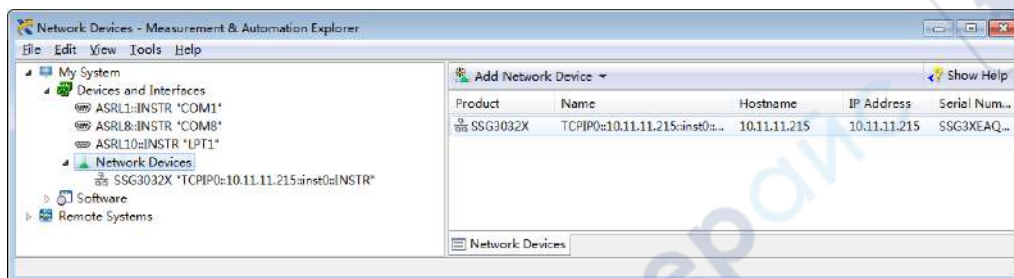 Network Devices - Measurement & Automation Explorer
File Edit View Tools Help
My System
Devices and Interfaces
ASRL1::INSTR "COM1"
ASRL8::INSTR "COM8"
ASRL10::INSTR "LPT1"
Network Devices
SSG3032X "TCPIP0::10.11.11.215::inst0::INSTR"
Software
Remote Systems
Add Network Device
Show Help
Product Name Hostname IP Address Serial Num...
SSG3032X TCPIP0::10.11.11.215::inst0::... 10.11.11.215 10.11.11.215 SSG3XEAQ...
Network Devices